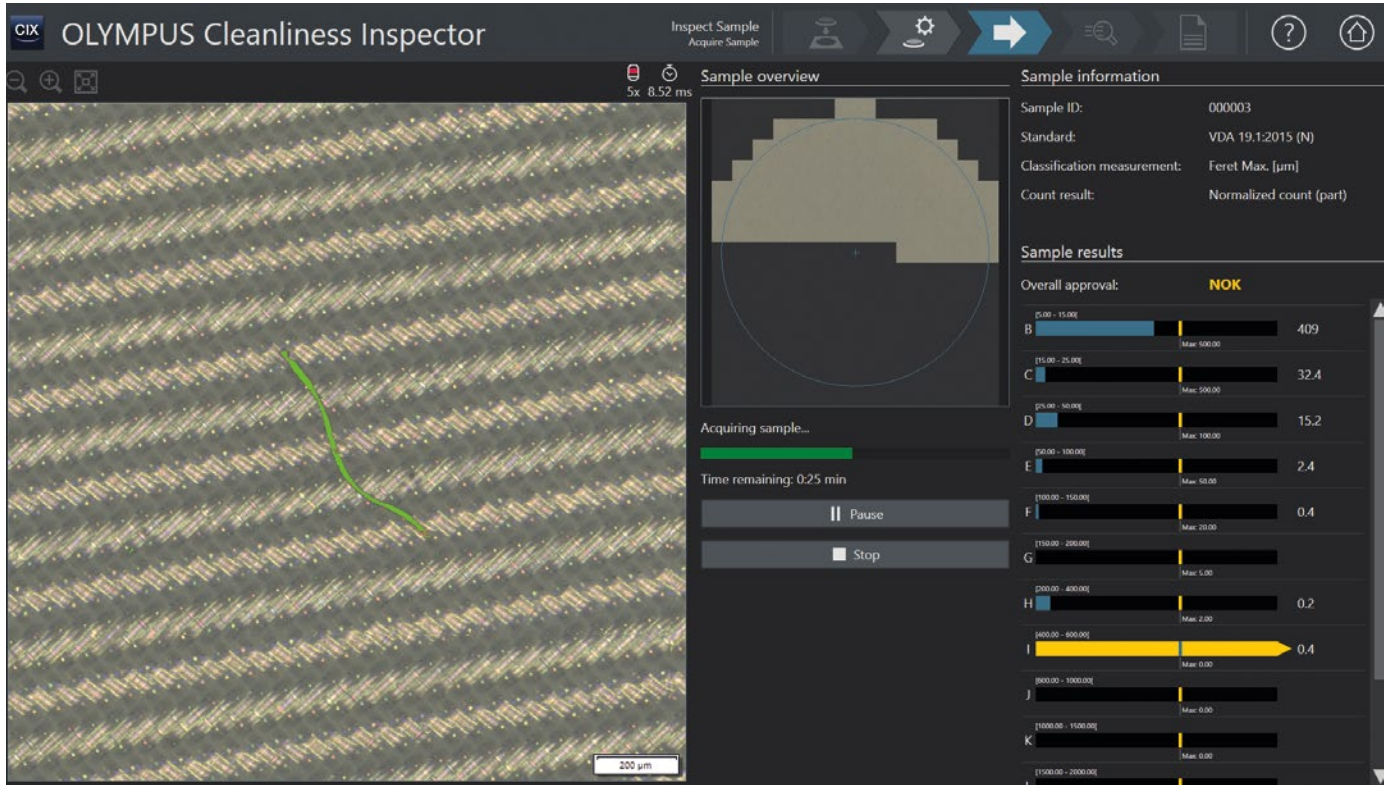 CIX
OLYMPUS Cleanliness Inspector
Inspect Sample
Acquire Sample
?
5x 8.52 ms
200 µm
Sample overview
Acquiring sample...
Time remaining: 0:25 min
Pause
Stop
Sample information
Sample ID: 000003
Standard: VDA 19.1:2015 (N)
Classification measurement: Feret Max. [µm]
Count result: Normalized count (part)
Sample results
Overall approval: NOK
[5.00 - 15.00[
B 409
Max: 500.00
[15.00 - 25.00[
C 32.4
Max: 500.00
[25.00 - 50.00[
D 15.2
Max: 100.00
[50.00 - 100.00[
E 2.4
Max: 50.00
[100.00 - 150.00[
F 0.4
Max: 20.00
[150.00 - 200.00[
G
Max: 5.00
[200.00 - 400.00[
H 0.2
Max: 2.00
[400.00 - 600.00[
I 0.4
Max: 0.00
[600.00 - 1000.00[
J
Max: 0.00
[1000.00 - 1500.00[
K
Max: 0.00
[1500.00 - 2000.00[